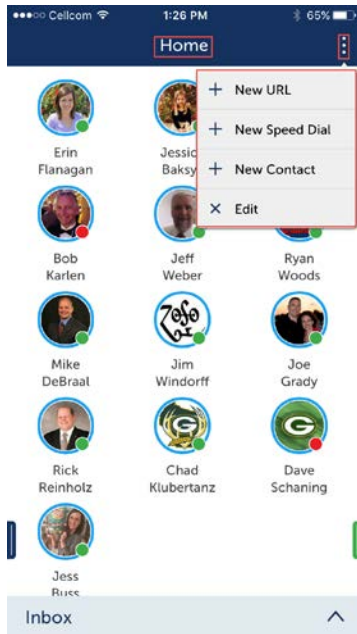 Cellcom 1:26 PM 65%
Home
New URL
New Speed Dial
New Contact
Edit
Erin Flanagan
Jessic Baksy
Bob Karlen
Jeff Weber
Ryan Woods
Mike DeBraal
Jim Windorff
Joe Grady
Rick Reinholz
Chad Klubertanz
Dave Schaning
Jess Buss
Inbox